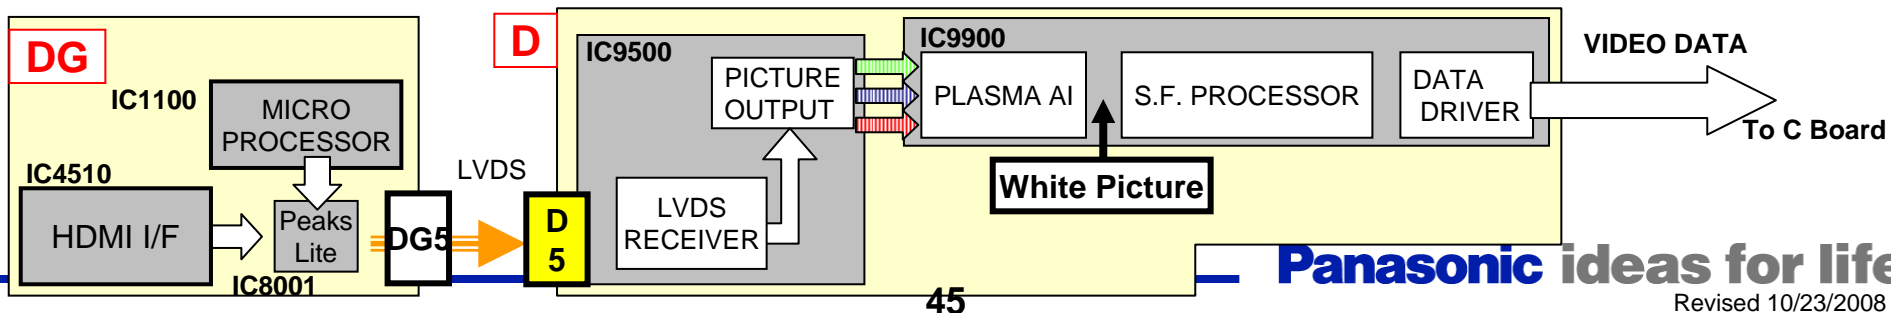 DG
IC1100
MICRO
PROCESSOR
IC4510
HDMI I/F
Peaks
Lite
IC8001
DG5
LVDS
D
5
D
IC9500
PICTURE
OUTPUT
LVDS
RECEIVER
IC9900
PLASMA AI
S.F. PROCESSOR
DATA
DRIVER
White Picture
VIDEO DATA
To C Board
Panasonic ideas for life
45
Revised 10/23/2008